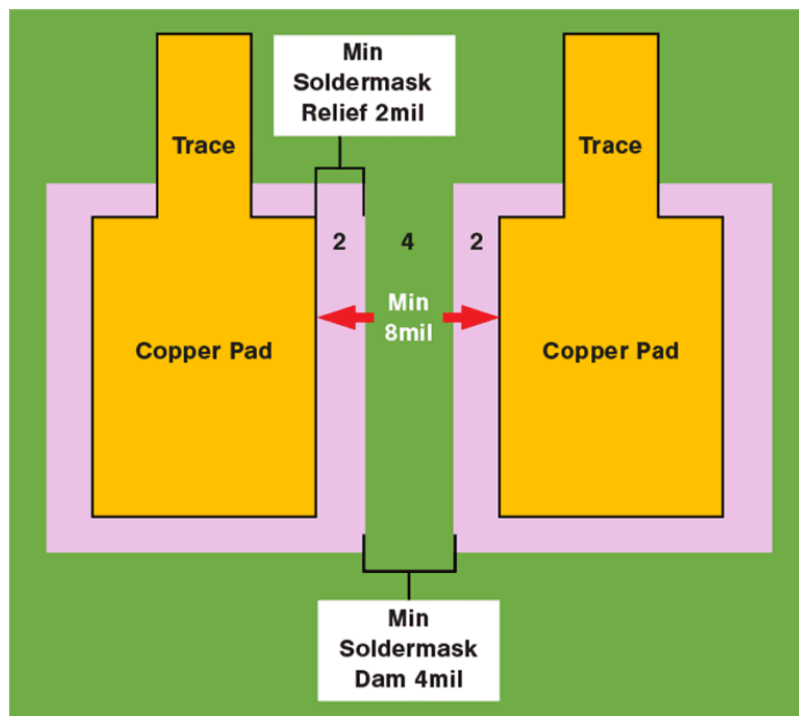 Min
Soldermask
Relief 2mil
Trace
Trace
2
4
2
Min
8mil
Copper Pad
Copper Pad
Min
Soldermask
Dam 4mil